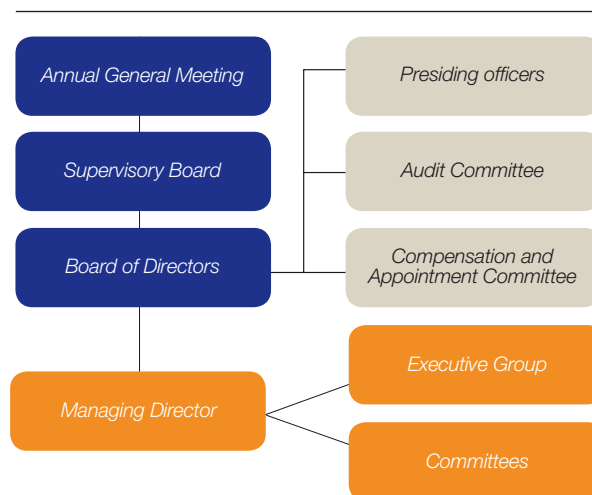 Annual General Meeting
Presiding officers
Supervisory Board
Audit Committee
Board of Directors
Compensation and
Appointment Committee
Managing Director
Executive Group
Committees